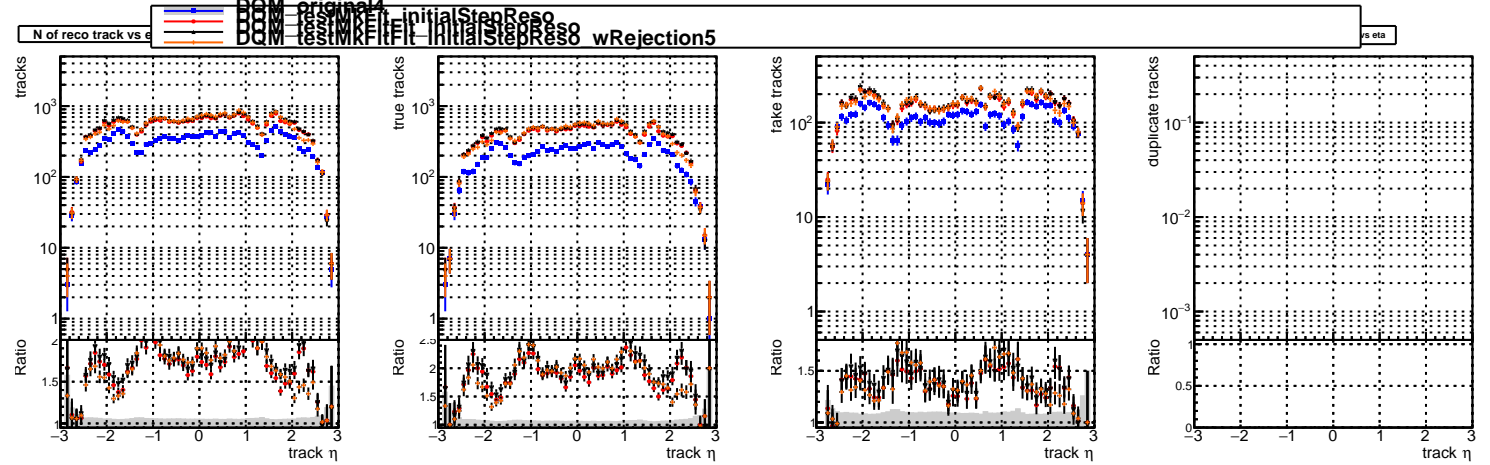 DQM_original4
DQM_testMkFit_initialStepReso
DQM_testMkFitFit_initialStepReso
DQM_testMkFitFit_initialStepReso_wRejection5
N of reco track vs e
vs eta
tracks
10³
10²
10
1
Ratio
2
1.5
1
−3 −2 −1 0 1 2 3
track η
true tracks
10³
10²
10
1
Ratio
2.5
2
1.5
1
−3 −2 −1 0 1 2 3
track η
fake tracks
10²
10
1
Ratio
1.5
1
−3 −2 −1 0 1 2 3
track η
duplicate tracks
10⁻¹
10⁻²
10⁻³
Ratio
1
0.5
0
−3 −2 −1 0 1 2 3
track η